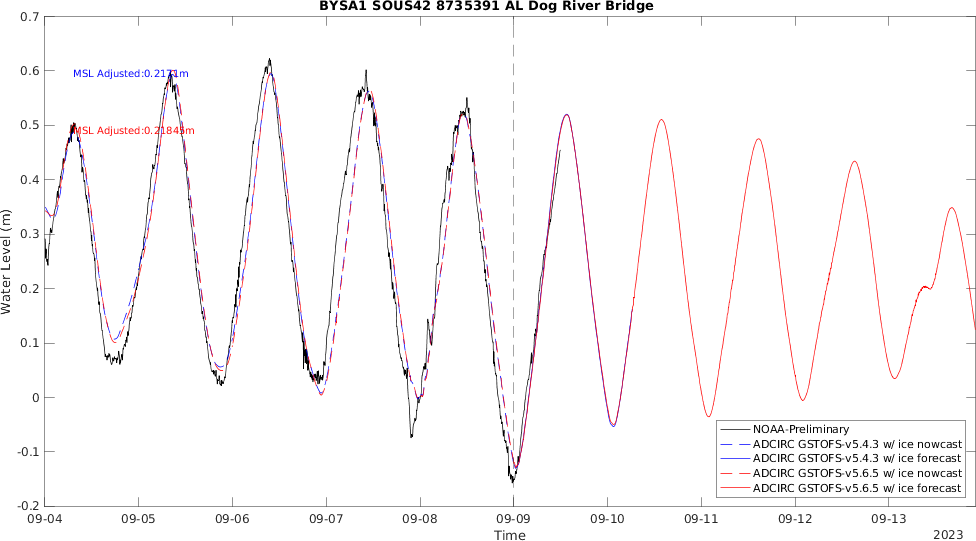 BYSA1 SOUS42 8735391 AL Dog River Bridge
0.7
0.6
0.5
0.4
0.3
0.2
0.1
0
-0.1
-0.2
Water Level (m)
MSL Adjusted:0.2171m
MSL Adjusted:0.21845m
NOAA-Preliminary
ADCIRC GSTOFS-v5.4.3 w/ ice nowcast
ADCIRC GSTOFS-v5.4.3 w/ ice forecast
ADCIRC GSTOFS-v5.6.5 w/ ice nowcast
ADCIRC GSTOFS-v5.6.5 w/ ice forecast
09-04 09-05 09-06 09-07 09-08 09-09 09-10 09-11 09-12 09-13
Time
2023